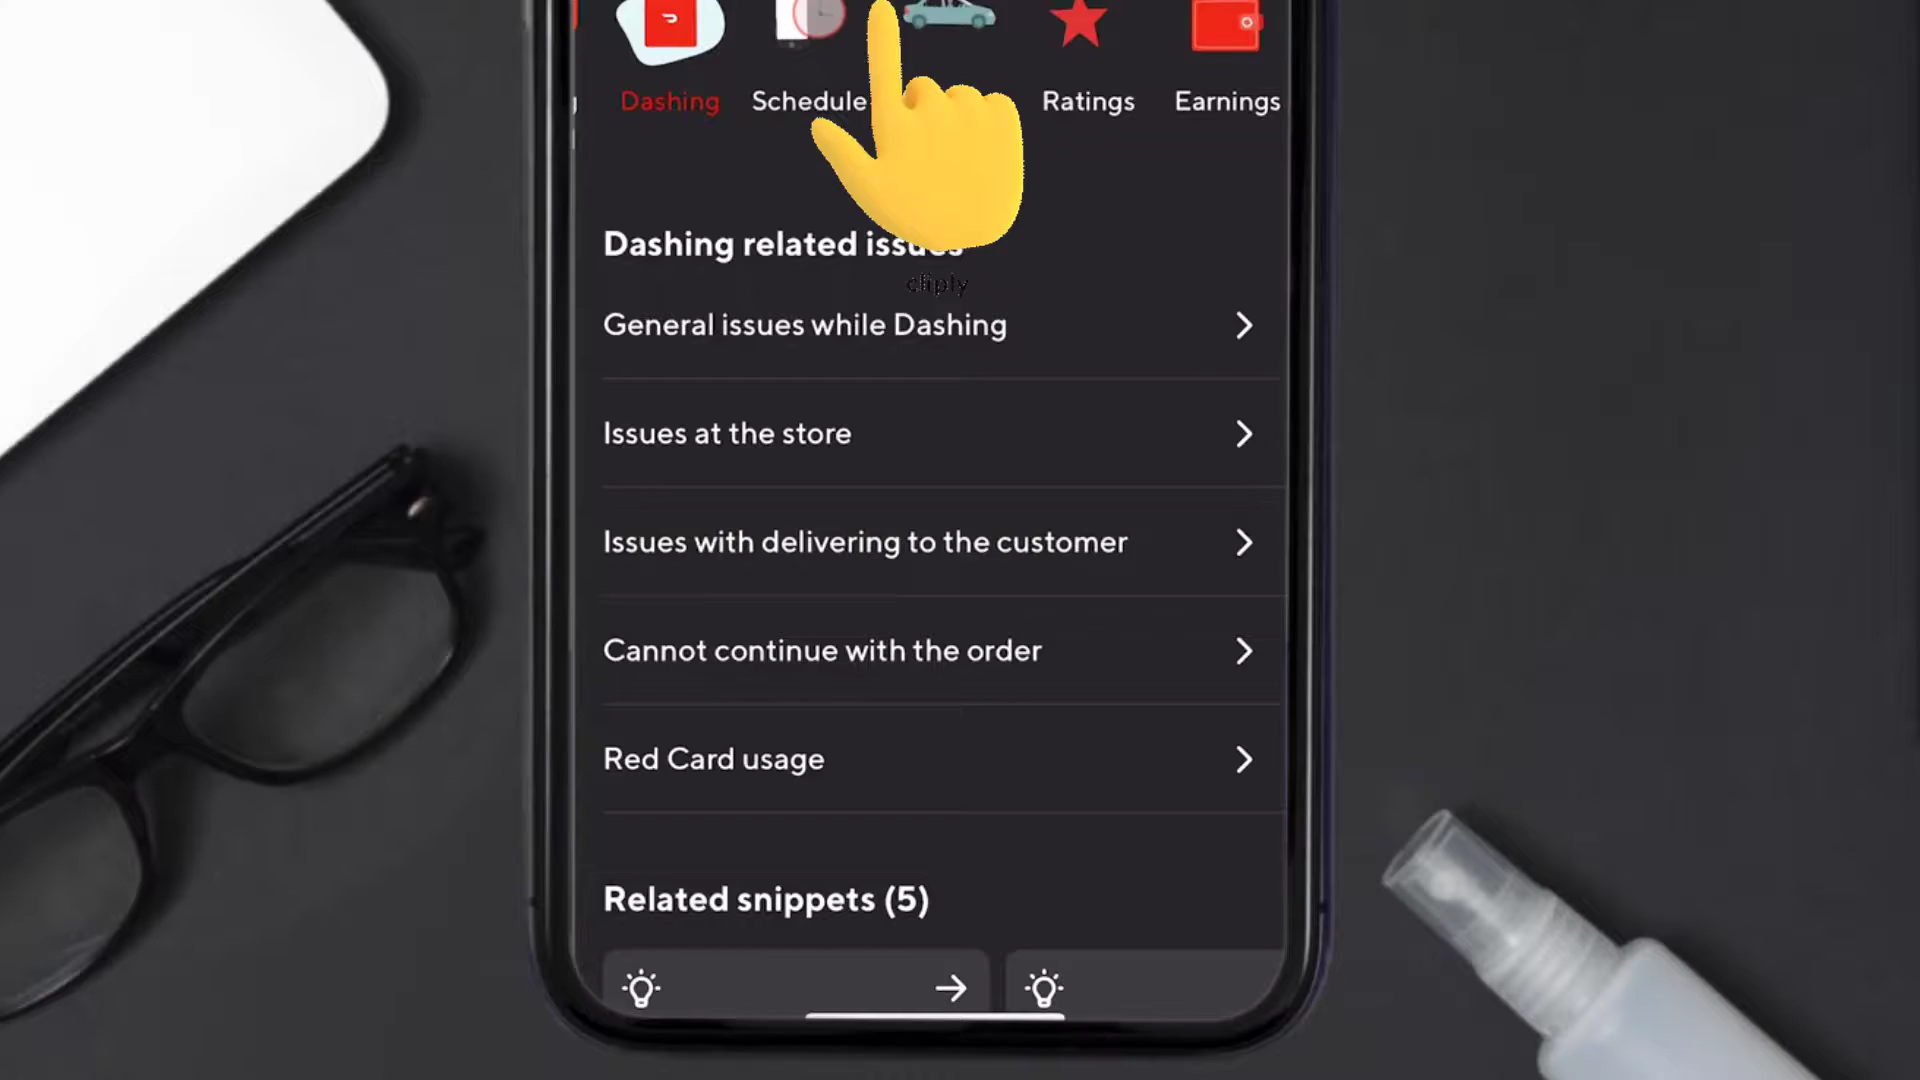 Dashing Schedule Ratings Earnings
Dashing related issues
cliply
General issues while Dashing
Issues at the store
Issues with delivering to the customer
Cannot continue with the order
Red Card usage
Related snippets (5)